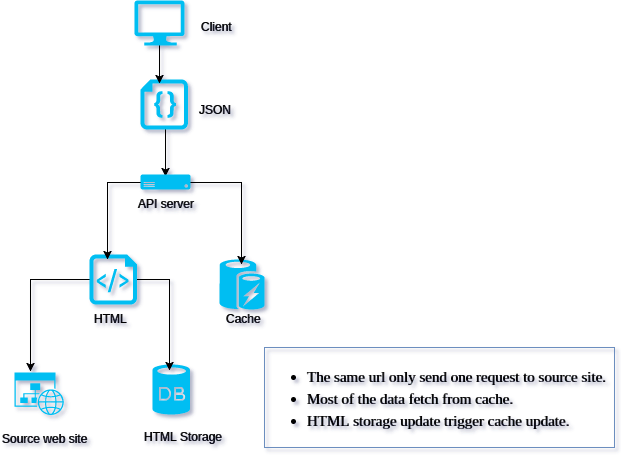 Client
JSON
API server
HTML
Cache
Source web site
HTML Storage
DB
• The same url only send one request to source site.
• Most of the data fetch from cache.
• HTML storage update trigger cache update.